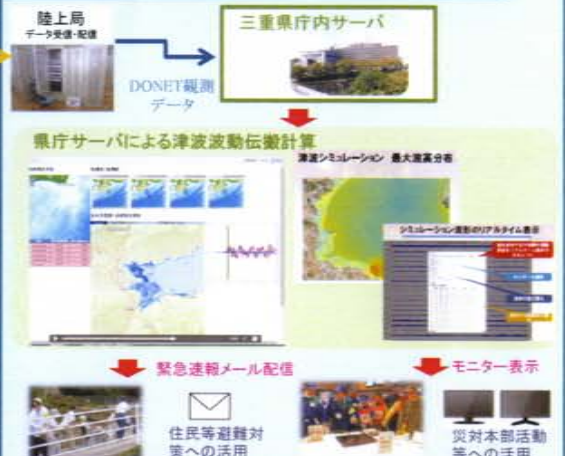 陸上局
データ受信・配信
三重県庁内サーバ
DONET観測
データ
県庁サーバによる津波波動伝搬計算
津波シミュレーション 最大波高分布
シミュレーション波形のリアルタイム表示
緊急速報メール配信
モニター表示
住民等避難対
策への活用
災対本部活動
等への活用